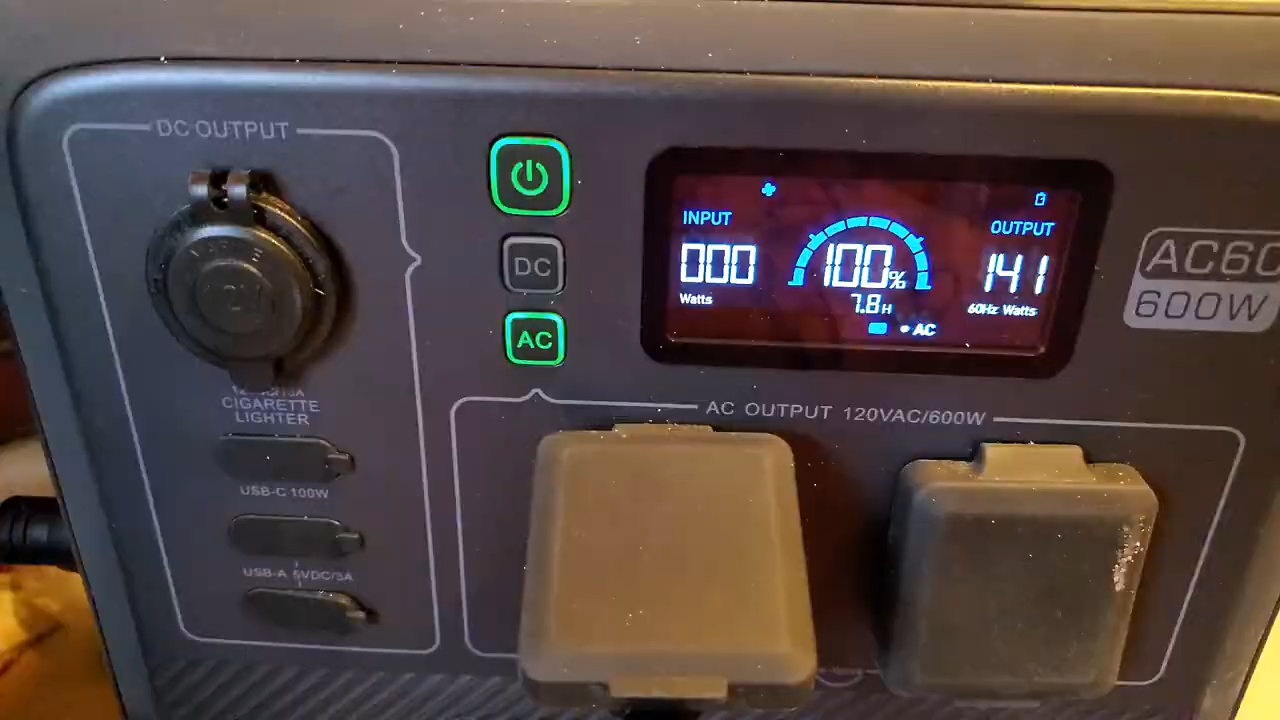 DC OUTPUT
12V
CIGARETTE
LIGHTER
USB-C 100W
USB-A 5VDC/3A
DC
AC
INPUT
000
Watts
100%
7.8H
AC
OUTPUT
141
60Hz Watts
AC60
600W
AC OUTPUT 120VAC/600W